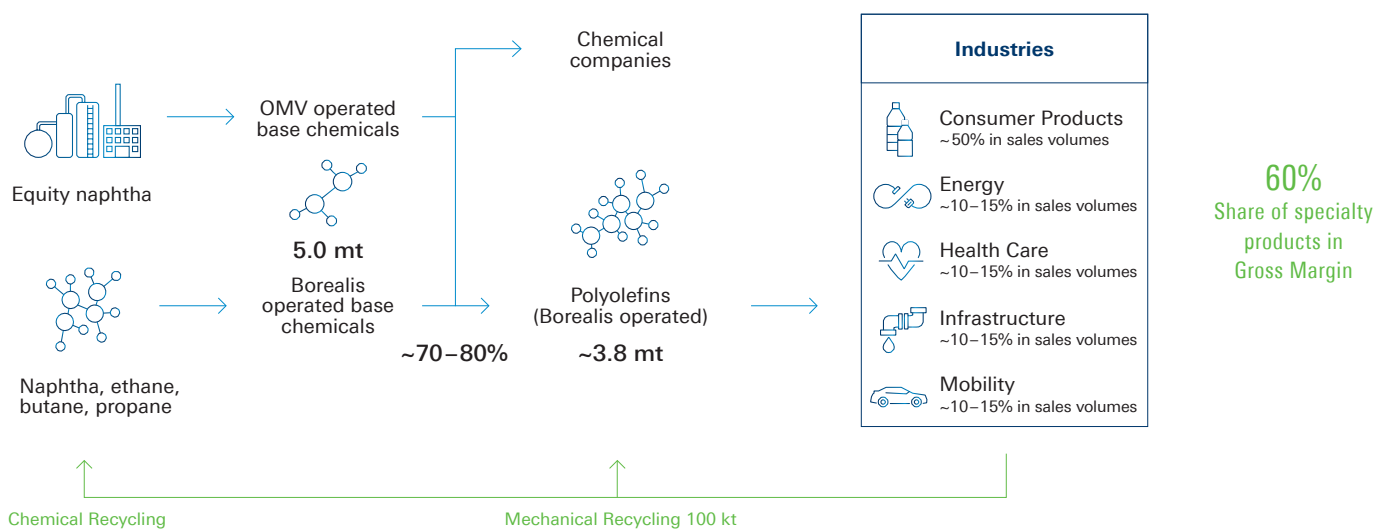 Equity naphtha
Naphtha, ethane,
butane, propane
OMV operated
base chemicals
5.0 mt
Borealis
operated base
chemicals
~70–80%
Chemical
companies
Polyolefins
(Borealis operated)
~3.8 mt
Industries
Consumer Products
~50% in sales volumes
Energy
~10–15% in sales volumes
Health Care
~10–15% in sales volumes
Infrastructure
~10–15% in sales volumes
Mobility
~10–15% in sales volumes
60%
Share of specialty
products in
Gross Margin
Chemical Recycling
Mechanical Recycling 100 kt